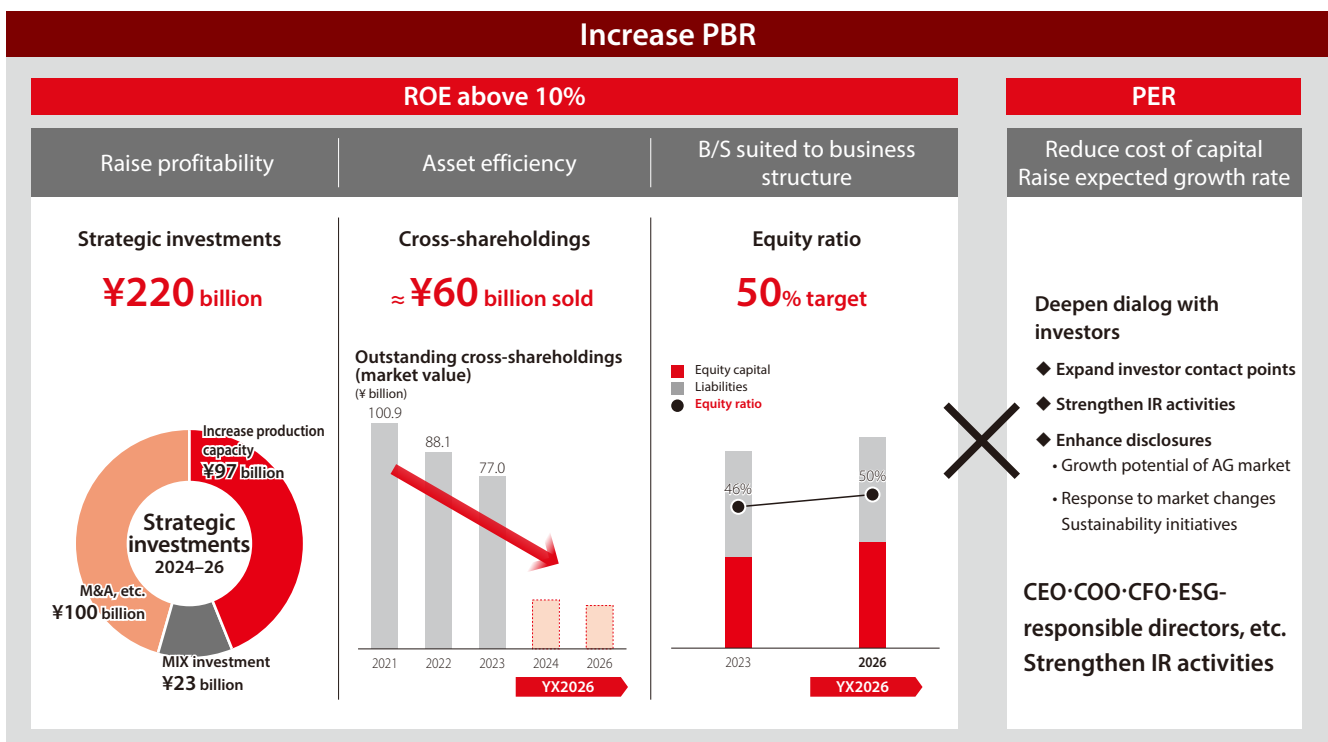 Increase PBR
ROE above 10%
Raise profitability
Strategic investments
¥220 billion
Increase production
capacity
¥97 billion
Strategic
investments
2024–26
M&A, etc.
¥100 billion
MIX investment
¥23 billion
Asset efficiency
Cross-shareholdings
≈ ¥60 billion sold
Outstanding cross-shareholdings
(market value)
(¥ billion)
100.9
88.1
77.0
2021 2022 2023 2024 2026
YX2026
B/S suited to business
structure
Equity ratio
50% target
Equity capital
Liabilities
Equity ratio
46%
50%
2023 2026
YX2026
PER
Reduce cost of capital
Raise expected growth rate
Deepen dialog with
investors
◆ Expand investor contact points
◆ Strengthen IR activities
◆ Enhance disclosures
• Growth potential of AG market
• Response to market changes
Sustainability initiatives
CEO·COO·CFO·ESG-
responsible directors, etc.
Strengthen IR activities